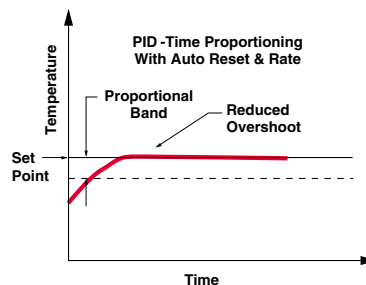 PID -Time Proportioning
With Auto Reset & Rate
Temperature
Proportional
Band
Reduced
Overshoot
Set
Point
Time